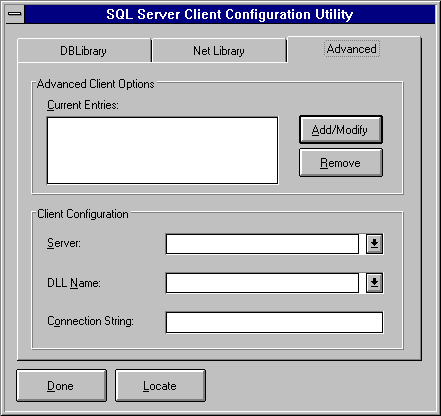 SQL Server Client Configuration Utility
DBLibrary
Net Library
Advanced
Advanced Client Options
Current Entries:
Add/Modify
Remove
Client Configuration
Server:
DLL Name:
Connection String:
Done
Locate